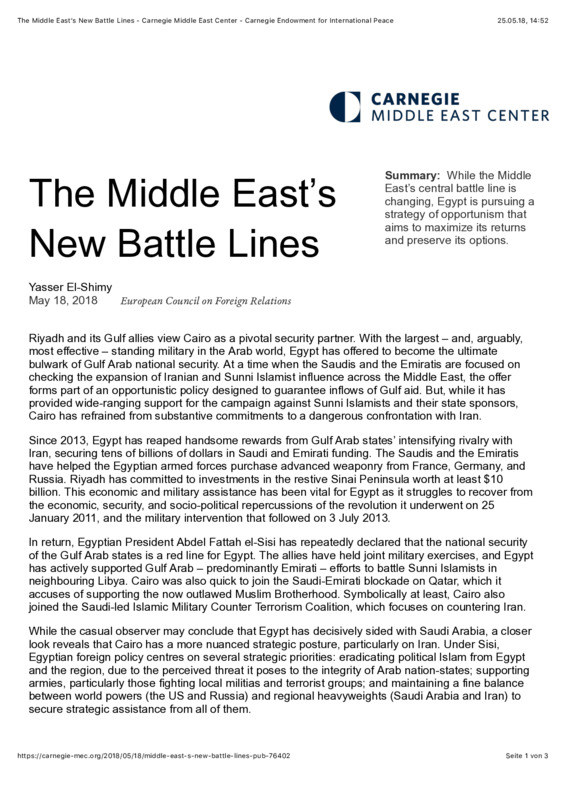 The Middle East's New Battle Lines - Carnegie Middle East Center - Carnegie Endowment for International Peace
25.05.18, 14:52
CARNEGIE
MIDDLE EAST CENTER
The Middle East’s
New Battle Lines
Summary: While the Middle
East’s central battle line is
changing, Egypt is pursuing a
strategy of opportunism that
aims to maximize its returns
and preserve its options.
Yasser El-Shimy
May 18, 2018 European Council on Foreign Relations
Riyadh and its Gulf allies view Cairo as a pivotal security partner. With the largest – and, arguably,
most effective – standing military in the Arab world, Egypt has offered to become the ultimate
bulwark of Gulf Arab national security. At a time when the Saudis and the Emiratis are focused on
checking the expansion of Iranian and Sunni Islamist influence across the Middle East, the offer
forms part of an opportunistic policy designed to guarantee inflows of Gulf aid. But, while it has
provided wide-ranging support for the campaign against Sunni Islamists and their state sponsors,
Cairo has refrained from substantive commitments to a dangerous confrontation with Iran.
Since 2013, Egypt has reaped handsome rewards from Gulf Arab states’ intensifying rivalry with
Iran, securing tens of billions of dollars in Saudi and Emirati funding. The Saudis and the Emiratis
have helped the Egyptian armed forces purchase advanced weaponry from France, Germany, and
Russia. Riyadh has committed to investments in the restive Sinai Peninsula worth at least $10
billion. This economic and military assistance has been vital for Egypt as it struggles to recover from
the economic, security, and socio-political repercussions of the revolution it underwent on 25
January 2011, and the military intervention that followed on 3 July 2013.
In return, Egyptian President Abdel Fattah el-Sisi has repeatedly declared that the national security
of the Gulf Arab states is a red line for Egypt. The allies have held joint military exercises, and Egypt
has actively supported Gulf Arab – predominantly Emirati – efforts to battle Sunni Islamists in
neighbouring Libya. Cairo was also quick to join the Saudi-Emirati blockade on Qatar, which it
accuses of supporting the now outlawed Muslim Brotherhood. Symbolically at least, Cairo also
joined the Saudi-led Islamic Military Counter Terrorism Coalition, which focuses on countering Iran.
While the casual observer may conclude that Egypt has decisively sided with Saudi Arabia, a closer
look reveals that Cairo has a more nuanced strategic posture, particularly on Iran. Under Sisi,
Egyptian foreign policy centres on several strategic priorities: eradicating political Islam from Egypt
and the region, due to the perceived threat it poses to the integrity of Arab nation-states; supporting
armies, particularly those fighting local militias and terrorist groups; and maintaining a fine balance
between world powers (the US and Russia) and regional heavyweights (Saudi Arabia and Iran) to
secure strategic assistance from all of them.
https://carnegie-mec.org/2018/05/18/middle-east-s-new-battle-lines-pub-76402
Seite 1 von 3